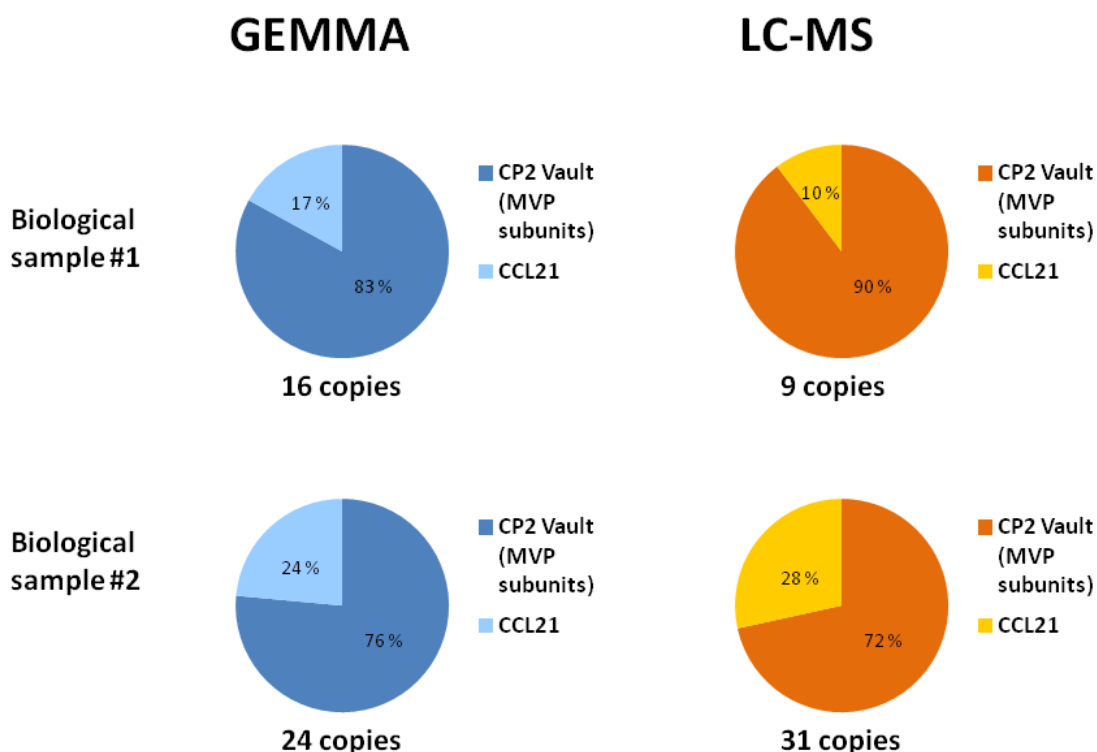 GEMMA
LC-MS
Biological
sample #1
17 %
83 %
CP2 Vault
(MVP
subunits)
CCL21
16 copies
10 %
90 %
CP2 Vault
(MVP
subunits)
CCL21
9 copies
Biological
sample #2
24 %
76 %
CP2 Vault
(MVP
subunits)
CCL21
24 copies
28 %
72 %
CP2 Vault
(MVP
subunits)
CCL21
31 copies